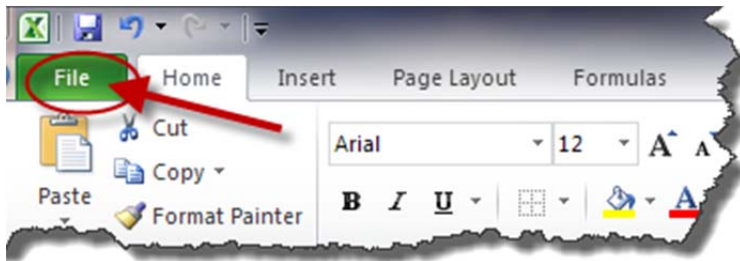 File Home Insert Page Layout Formulas
Cut
Arial 12 A A
Copy
Paste
B I U A
Format Painter